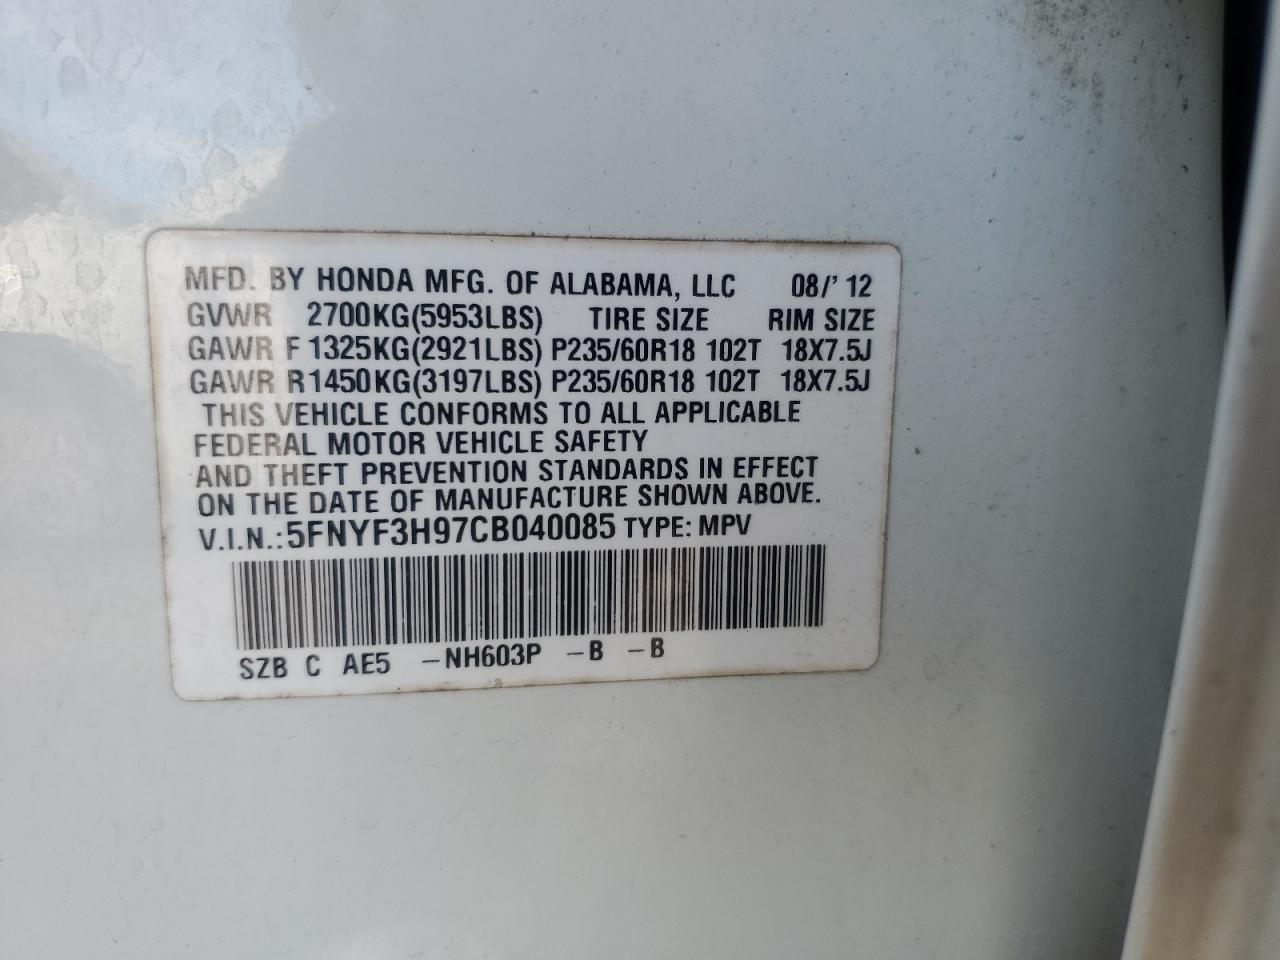 MFD. BY HONDA MFG. OF ALABAMA, LLC 08/'12
GVWR 2700KG(5953LBS) TIRE SIZE RIM SIZE
GAWR F 1325KG(2921LBS) P235/60R18 102T 18X7.5J
GAWR R 1450KG(3197LBS) P235/60R18 102T 18X7.5J
THIS VEHICLE CONFORMS TO ALL APPLICABLE
FEDERAL MOTOR VEHICLE SAFETY
AND THEFT PREVENTION STANDARDS IN EFFECT
ON THE DATE OF MANUFACTURE SHOWN ABOVE.
V.I.N.: 5FNYF3H97CB040085 TYPE: MPV
SZB C AE5 -NH603P -B -B